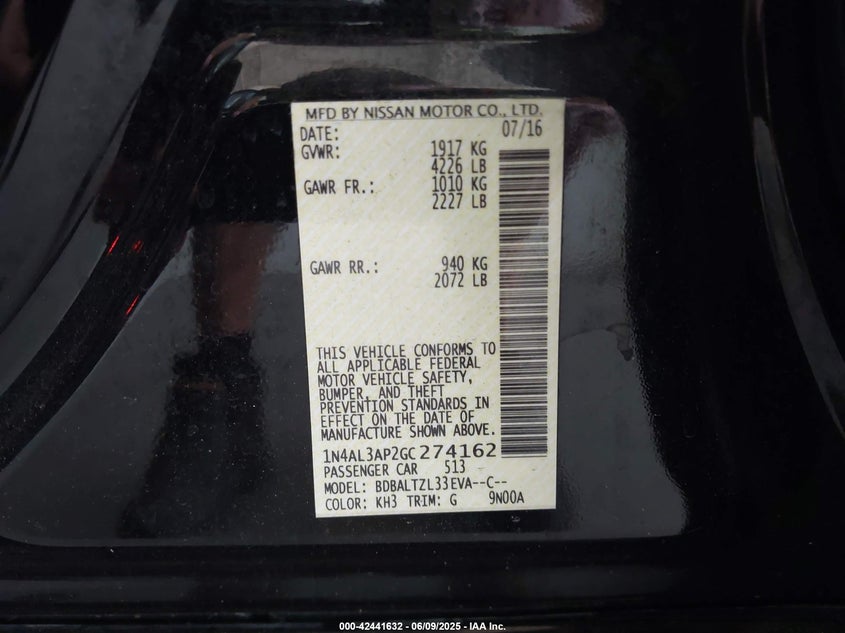 MFD BY NISSAN MOTOR CO., LTD.
DATE: 07/16
GVWR: 1917 KG
4226 LB
GAWR FR.: 1010 KG
2227 LB
GAWR RR.: 940 KG
2072 LB
THIS VEHICLE CONFORMS TO
ALL APPLICABLE FEDERAL
MOTOR VEHICLE SAFETY,
BUMPER, AND THEFT
PREVENTION STANDARDS IN
EFFECT ON THE DATE OF
MANUFACTURE SHOWN ABOVE.
1N4AL3AP2GC274162
PASSENGER CAR 513
MODEL: BDBALTZL33EVA--C--
COLOR: KH3 TRIM: G 9N00A
000-42441632 - 06/09/2025 - IAA Inc.